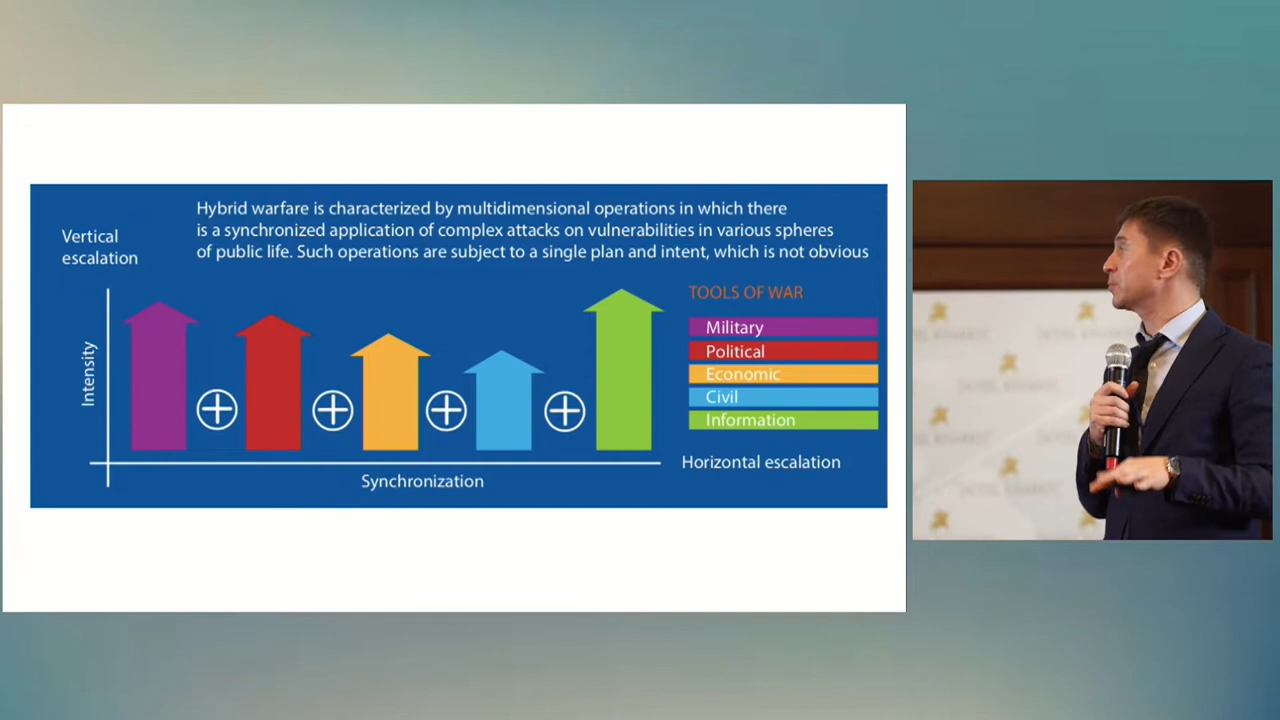 Hybrid warfare is characterized by multidimensional operations in which there
is a synchronized application of complex attacks on vulnerabilities in various spheres
of public life. Such operations are subject to a single plan and intent, which is not obvious
Vertical
escalation
Intensity
Synchronization
TOOLS OF WAR
Military
Political
Economic
Civil
Information
Horizontal escalation